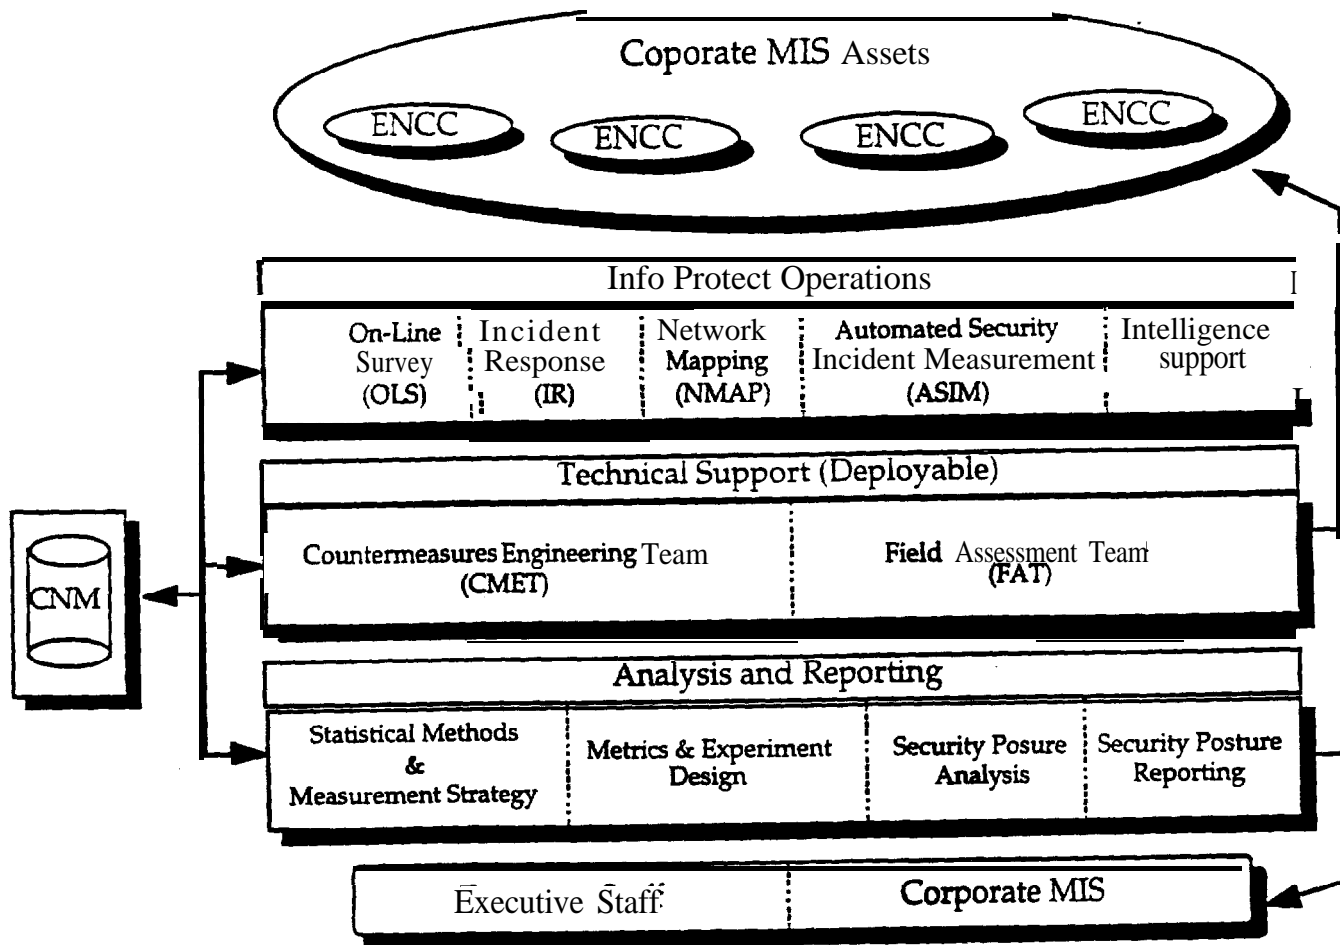 Coporate MIS Assets
ENCC
ENCC
ENCC
ENCC
Info Protect Operations
On-Line
Survey
(OLS)
Incident
Response
(IR)
Network
Mapping
(NMAP)
Automated Security
Incident Measurement
(ASIM)
Intelligence
support
Technical Support (Deployable)
Countermeasures Engineering Team
(CMET)
Field Assessment Team
(FAT)
CNM
Analysis and Reporting
Statistical Methods
&
Measurement Strategy
Metrics & Experiment
Design
Security Posure
Analysis
Security Posture
Reporting
Executive Staff
Corporate MIS